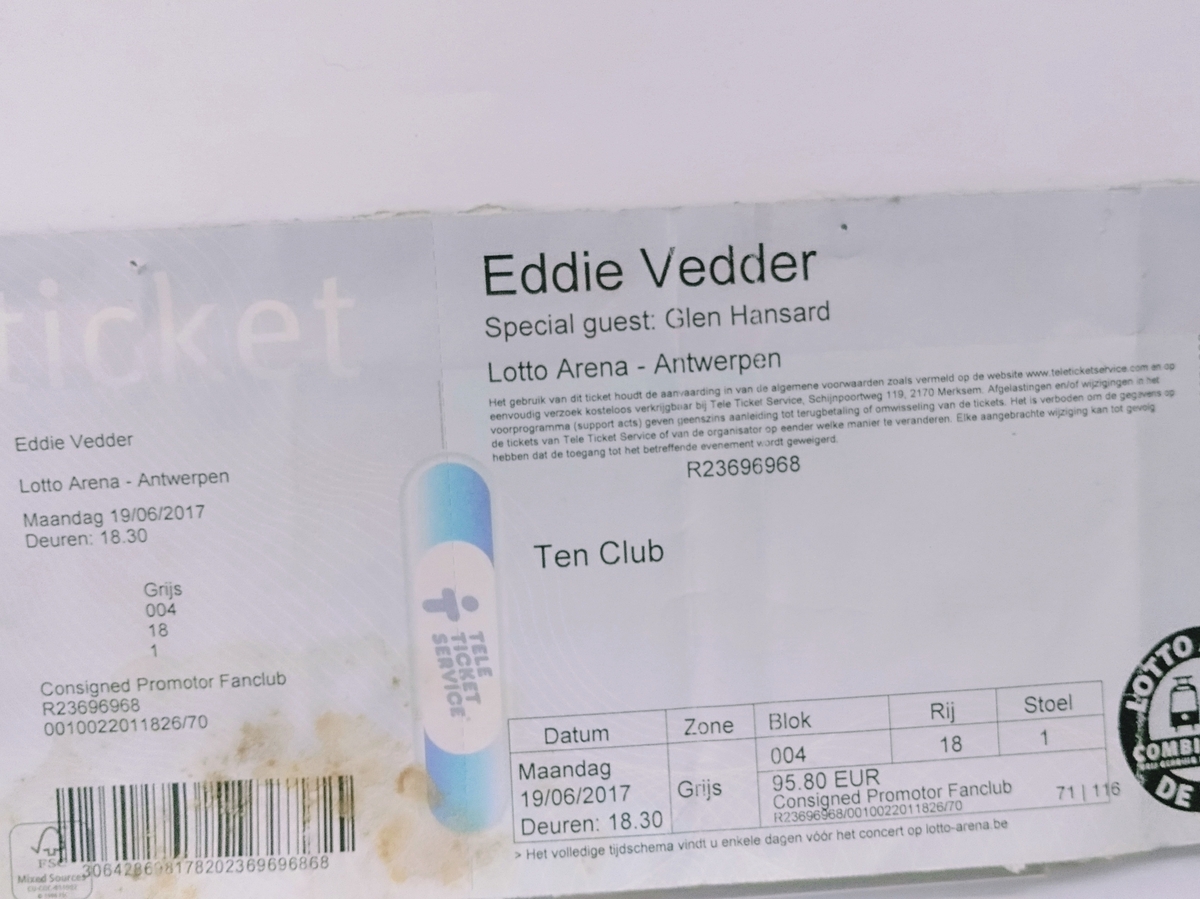 ticket
Eddie Vedder
Lotto Arena - Antwerpen
Maandag 19/06/2017
Deuren: 18.30
Grijs
004
18
1
Consigned Promotor Fanclub
R23696968
0010022011826/70
FSC
Mixed Sources
TELE
TICKET
SERVICE
Eddie Vedder
Special guest: Glen Hansard
Lotto Arena - Antwerpen
Het gebruik van dit ticket houdt de aanvaarding in van de algemene voorwaarden zoals vermeld op de website www.teleticketservice.com en op
eenvoudig verzoek kosteloos verkrijgbaar bij Tele Ticket Service, Schijnpoortweg 119, 2170 Merksem. Afgelastingen en/of wijzigingen in het
voorprogramma (support acts) geven geenszins aanleiding tot terugbetaling of omwisseling van de tickets. Het is verboden om de gegevens op
de tickets van Tele Ticket Service of van de organisator op eender welke manier te veranderen. Elke aangebrachte wijziging kan tot gevolg
hebben dat de toegang tot het betreffende evenement wordt geweigerd.
R23696968
Ten Club
Datum Zone Blok Rij Stoel
Maandag
19/06/2017
Deuren: 18.30
Grijs
004 18 1
95.80 EUR
Consigned Promotor Fanclub 71 | 116
R23696968/0010022011826/70
> Het volledige tijdschema vindt u enkele dagen vóór het concert op lotto-arena.be
LOTTO
COMBI
DE